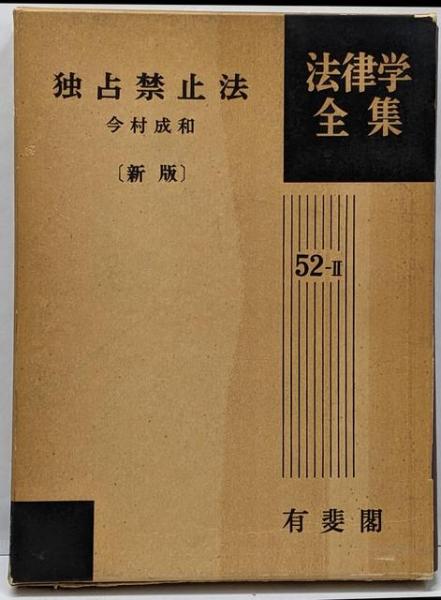 法律学
全集
独占禁止法
今村成和
〔新版〕
52-II
有斐閣